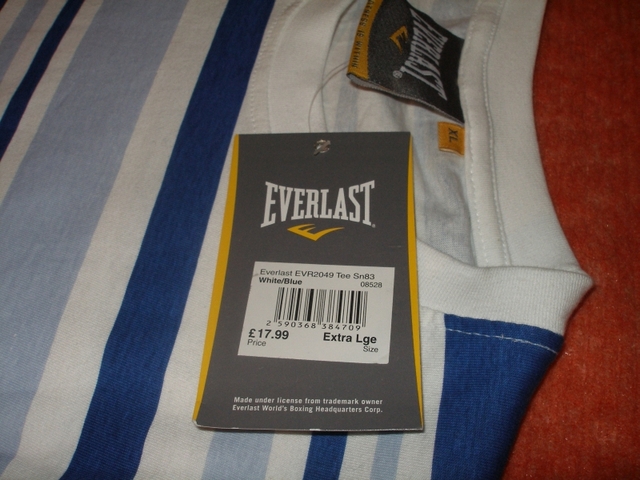 EVERLAST
XL
EVERLAST
Everlast EVR2049 Tee Sn83
White/Blue 08528
2 590368 384709
£17.99 Extra Lge
Price Size
Made under license from trademark owner
Everlast World's Boxing Headquarters Corp.